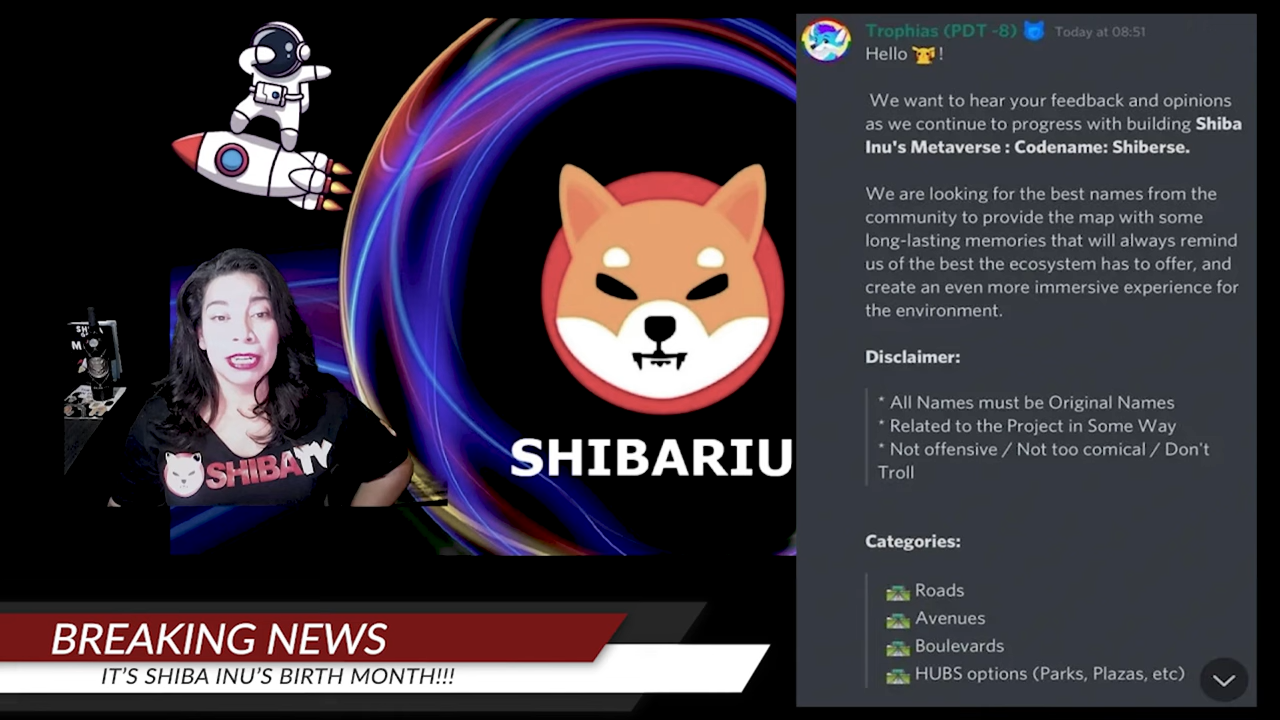 Trophias (PDT -8) Today at 08:51
Hello !
We want to hear your feedback and opinions
as we continue to progress with building Shiba
Inu's Metaverse : Codename: Shiberse.
We are looking for the best names from the
community to provide the map with some
long-lasting memories that will always remind
us of the best the ecosystem has to offer, and
create an even more immersive experience for
the environment.
Disclaimer:
* All Names must be Original Names
* Related to the Project in Some Way
* Not offensive / Not too comical / Don't
Troll
Categories:
Roads
Avenues
Boulevards
HUBS options (Parks, Plazas, etc)
SHIBARIU
SHIBA
BREAKING NEWS
IT'S SHIBA INU'S BIRTH MONTH!!!